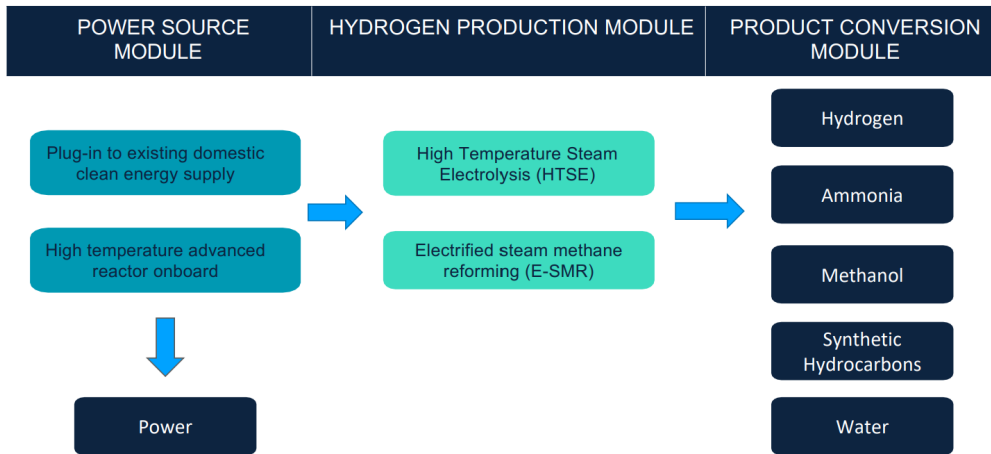 POWER SOURCE
MODULE
HYDROGEN PRODUCTION MODULE
PRODUCT CONVERSION
MODULE
Plug-in to existing domestic
clean energy supply
High temperature advanced
reactor onboard
Power
High Temperature Steam
Electrolysis (HTSE)
Electrified steam methane
reforming (E-SMR)
Hydrogen
Ammonia
Methanol
Synthetic
Hydrocarbons
Water